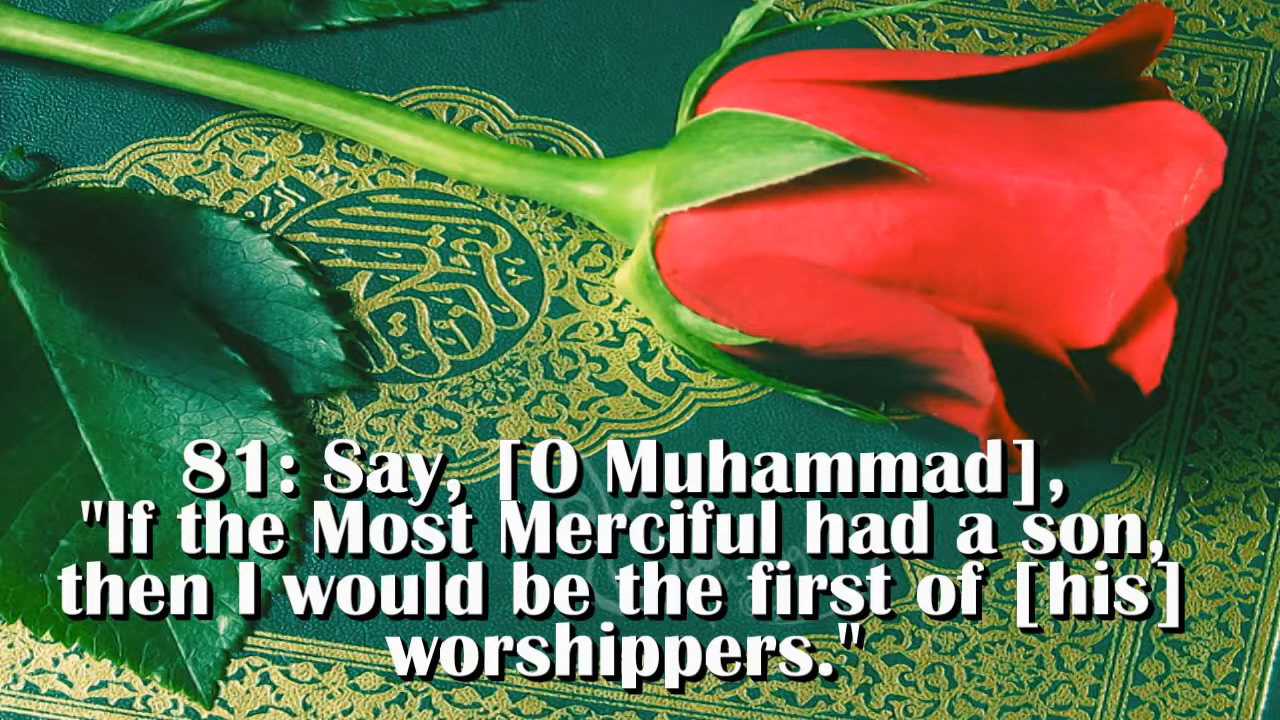 81: Say, [O Muhammad],
"If the Most Merciful had a son,
then I would be the first of [his]
worshippers."